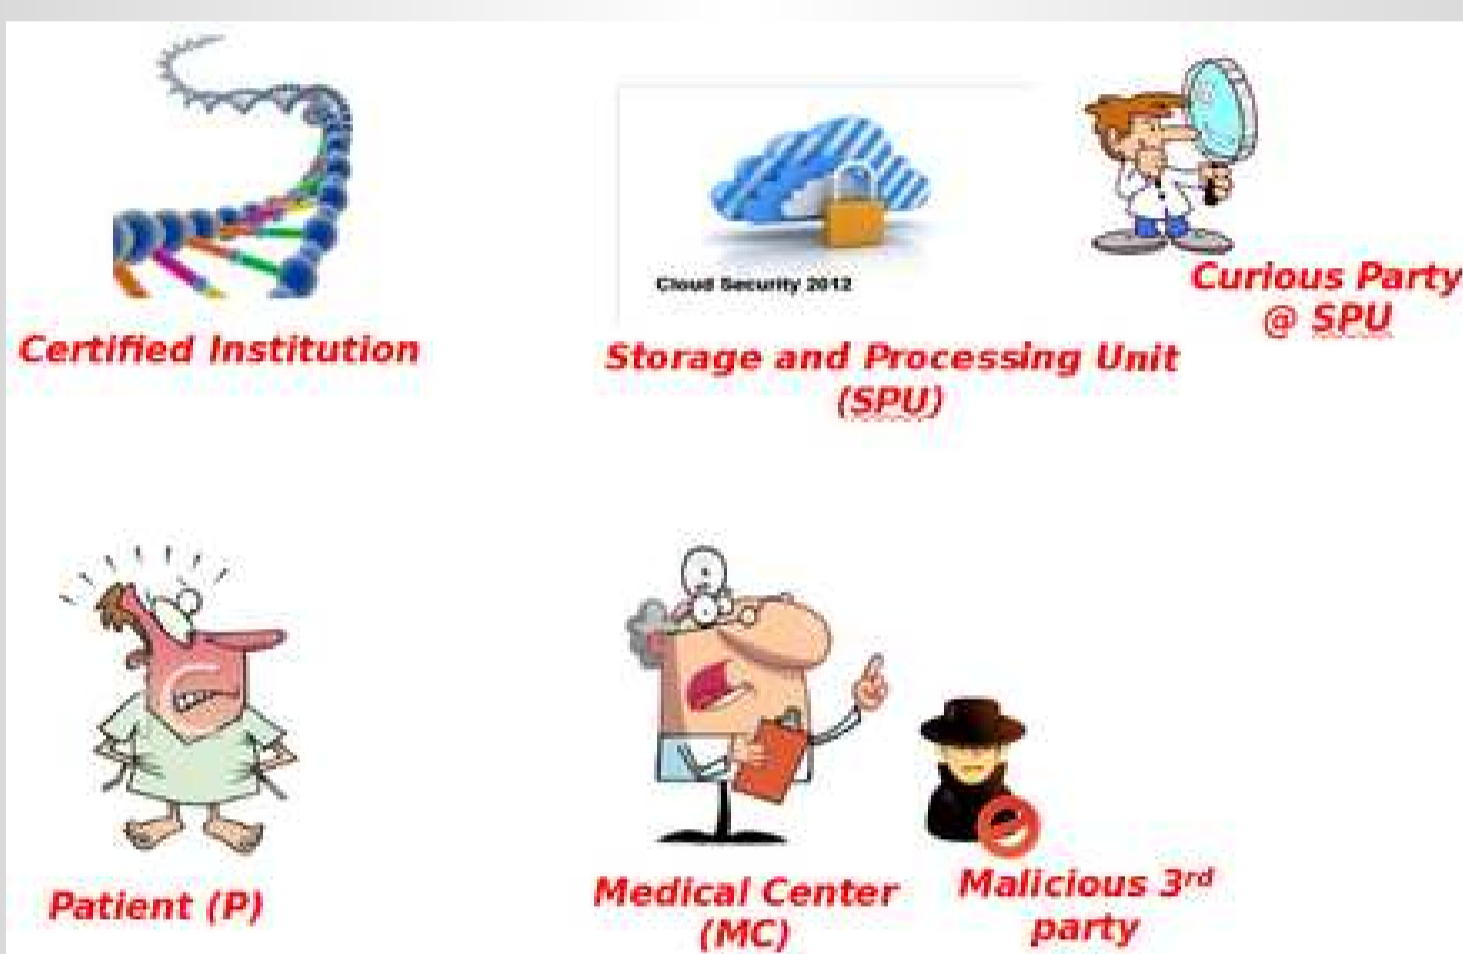 Cloud Security 2012
Curious Party
@ SPU
Certified Institution
Storage and Processing Unit
(SPU)
Patient (P)
Medical Center
(MC)
Malicious 3rd
party